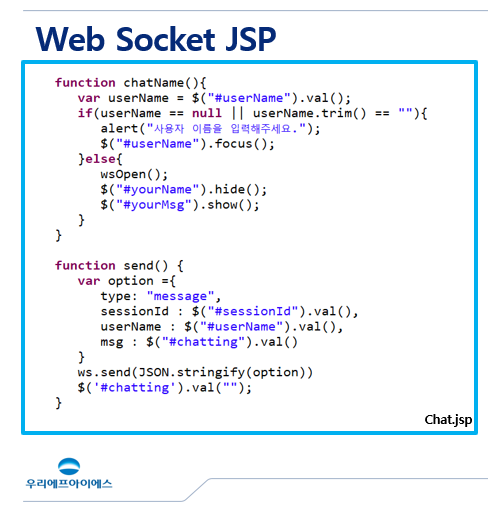 Web Socket JSP
function chatName(){
var userName = $("#userName").val();
if(userName == null || userName.trim() == ""){
alert("사용자 이름을 입력해주세요.");
$("#userName").focus();
}else{
wsOpen();
$("#yourName").hide();
$("#yourMsg").show();
}
}
function send() {
var option ={
type: "message",
sessionId : $("#sessionId").val(),
userName : $("#userName").val(),
msg : $("#chatting").val()
}
ws.send(JSON.stringify(option))
$('#chatting').val("");
}
Chat.jsp
우리에프아이에스